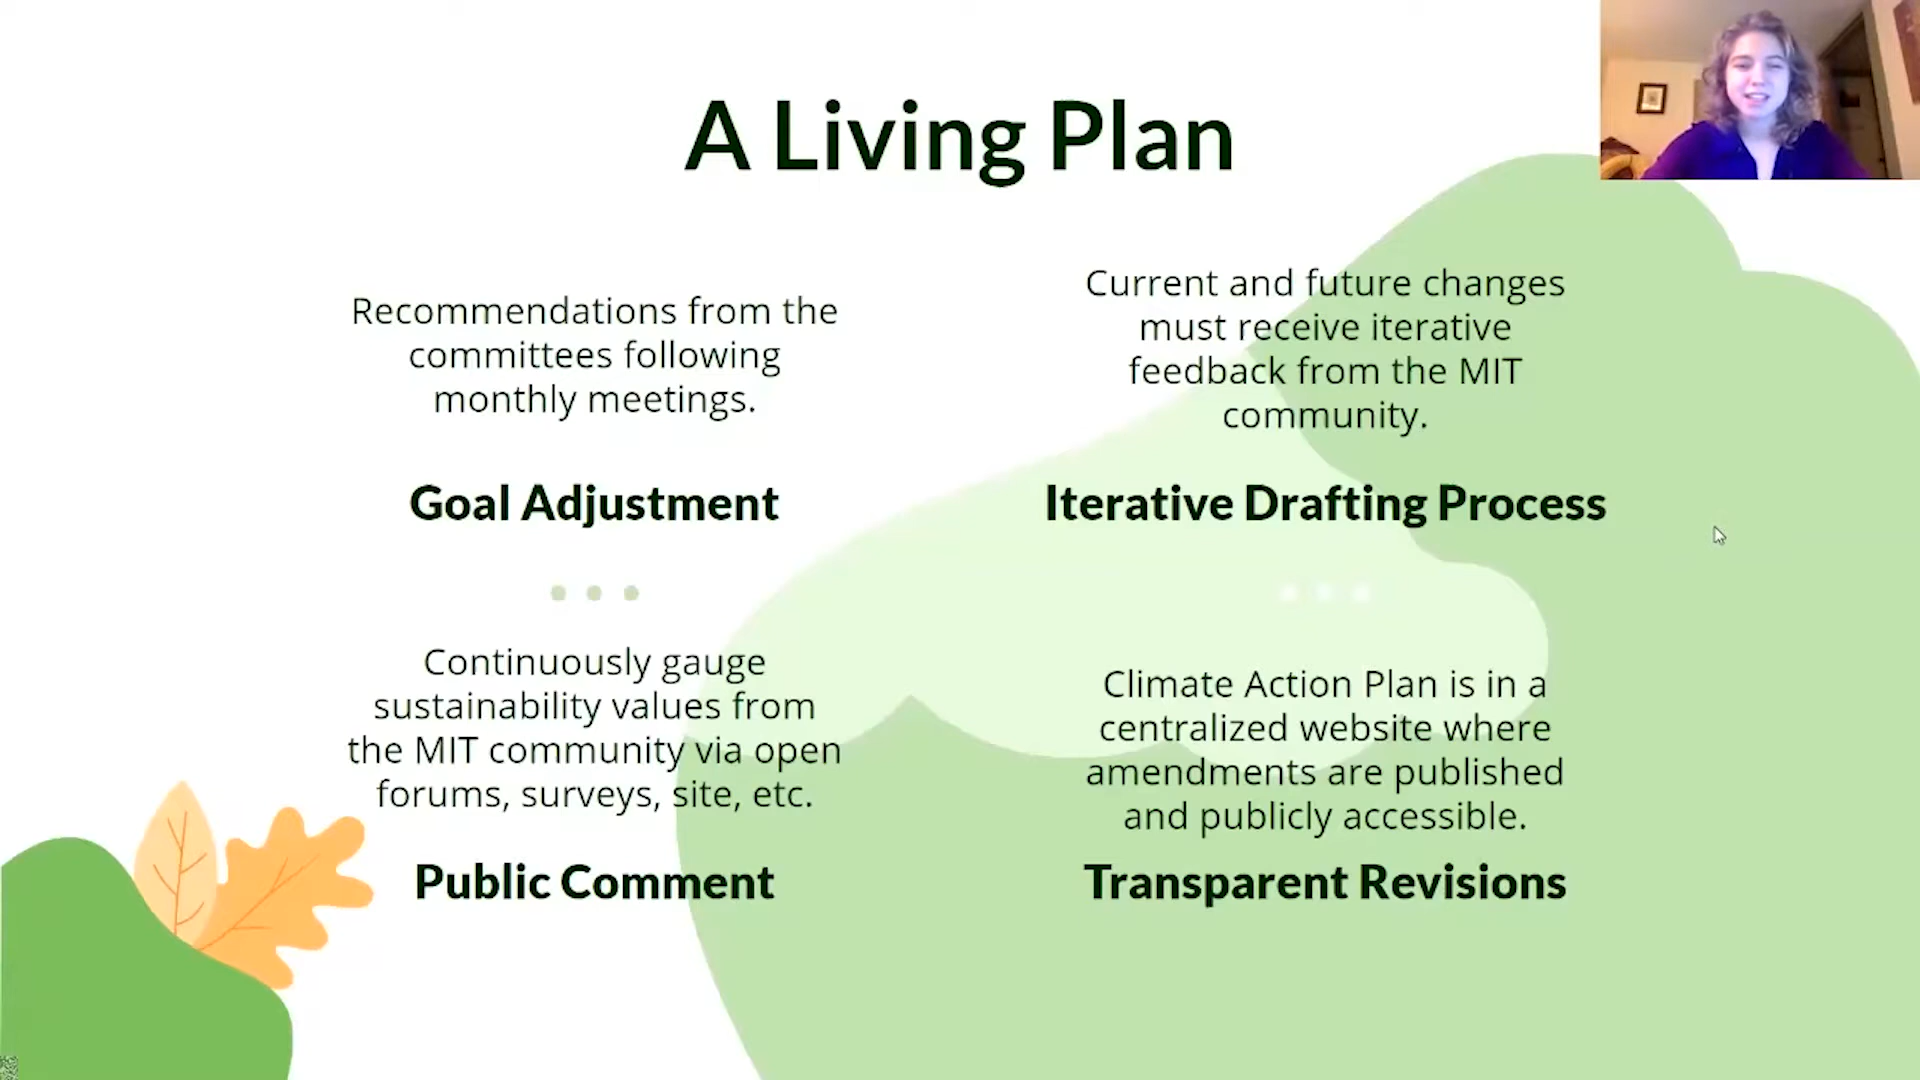 A Living Plan
Recommendations from the
committees following
monthly meetings.
Goal Adjustment
Current and future changes
must receive iterative
feedback from the MIT
community.
Iterative Drafting Process
Continuously gauge
sustainability values from
the MIT community via open
forums, surveys, site, etc.
Public Comment
Climate Action Plan is in a
centralized website where
amendments are published
and publicly accessible.
Transparent Revisions